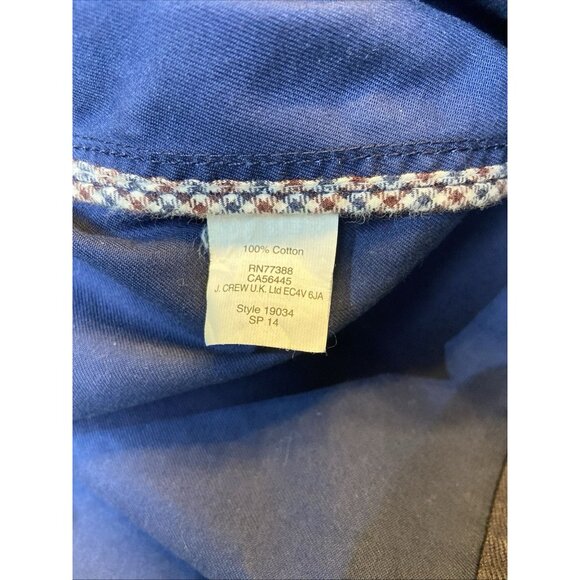 100% Cotton
RN77388
CA56445
J. CREW U.K. Ltd EC4V 6JA
Style 19034
SP 14